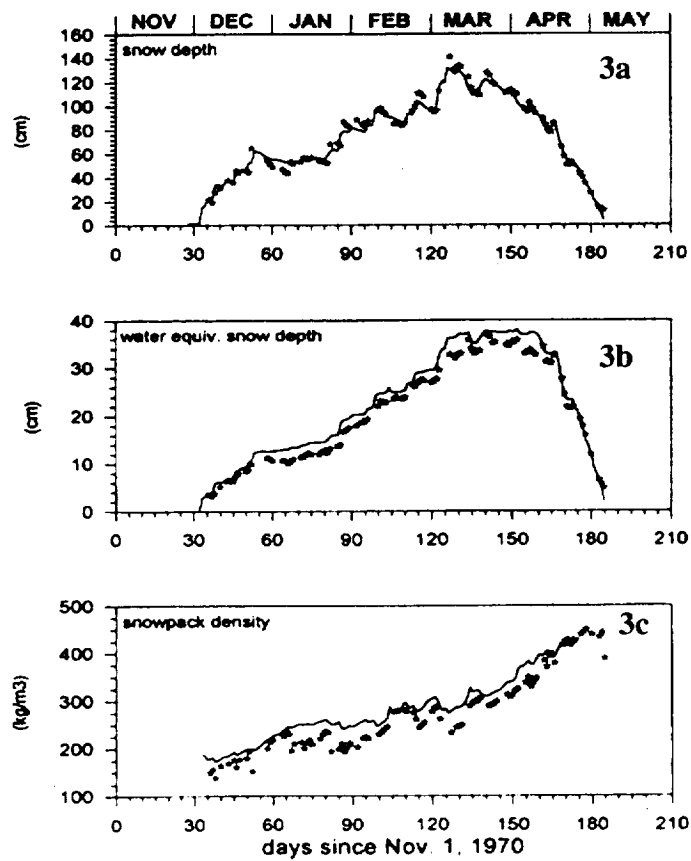 NOV | DEC | JAN | FEB | MAR | APR | MAY
160
140
120
100
80
60
40
20
0
snow depth
3a
(cm)
0 30 60 90 120 150 180 210
40
30
20
10
0
water equiv. snow depth
3b
(cm)
0 30 60 90 120 150 180 210
500
400
300
200
100
snowpack density
3c
(kg/m3)
0 30 60 90 120 150 180 210
days since Nov. 1, 1970